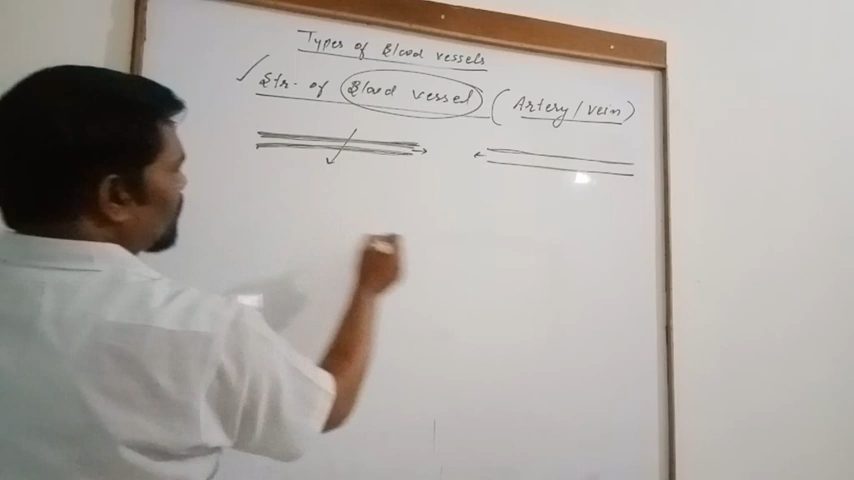 Types of Blood vessels
Str. of Blood vessel (Artery/vein)